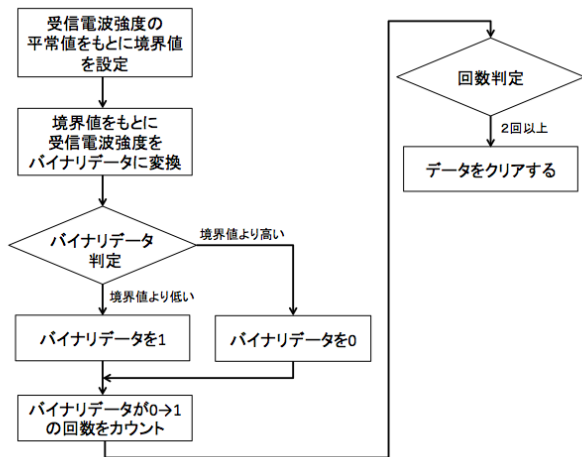 受信電波強度の
平常値をもとに境界値
を設定
境界値をもとに
受信電波強度を
バイナリデータに変換
バイナリデータ
判定
境界値より高い
境界値より低い
バイナリデータを1
バイナリデータを0
バイナリデータが0→1
の回数をカウント
回数判定
2回以上
データをクリアする